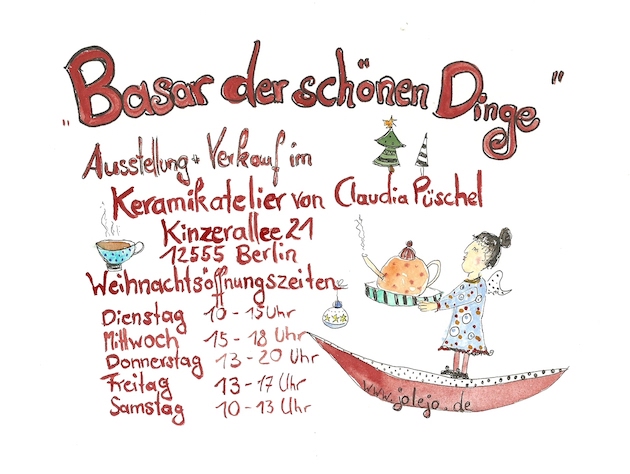 „Basar der schönen Dinge"
Ausstellung + Verkauf im
Keramikatelier von Claudia Püschel
Kinzerallee 21
12555 Berlin
Weihnachtsöffnungszeiten
Dienstag 10 - 15 Uhr
Mittwoch 15 - 18 Uhr
Donnerstag 13 - 20 Uhr
Freitag 13 - 17 Uhr
Samstag 10 - 13 Uhr
www.jolejo.de